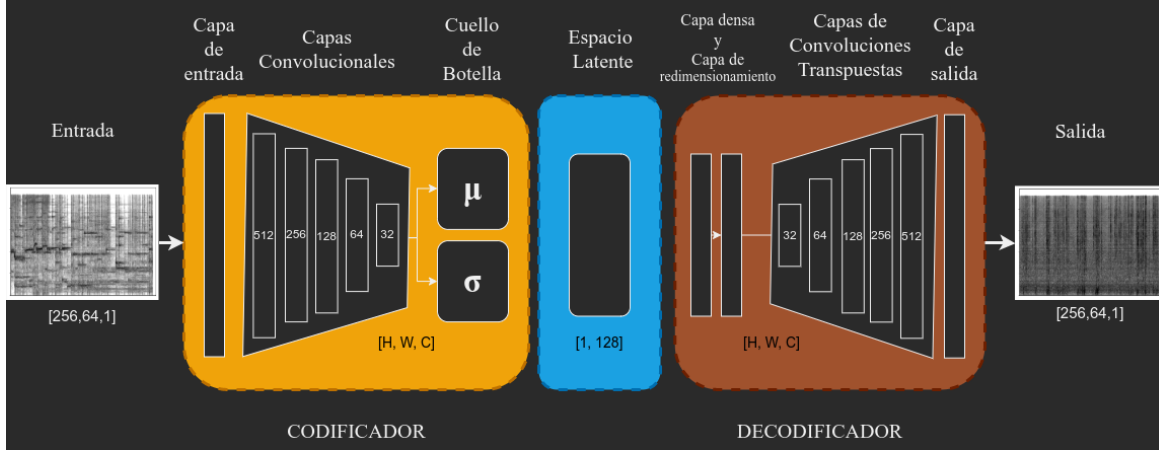 Capa
de
entrada
Capas
Convolucionales
Cuello
de
Botella
Espacio
Latente
Capa densa
y
Capa de
redimensionamiento
Capas de
Convoluciones
Transpuestas
Capa
de
salida
Entrada
[256,64,1]
512
256
128
64
32
μ
σ
[H, W, C]
[1, 128]
32
64
128
256
512
[H, W, C]
Salida
[256,64,1]
CODIFICADOR
DECODIFICADOR